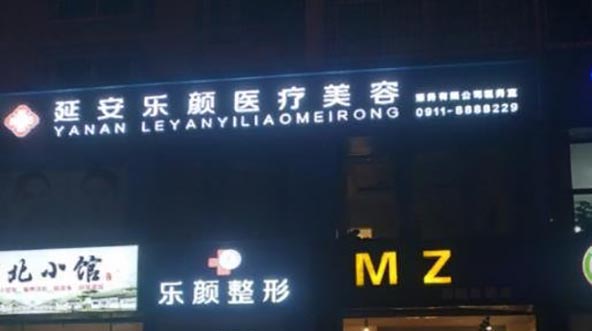 延安乐颜医疗美容
YANAN LEYANYILIAOMEIRONG
0911-8888229
北小馆
乐颜整形
MZ